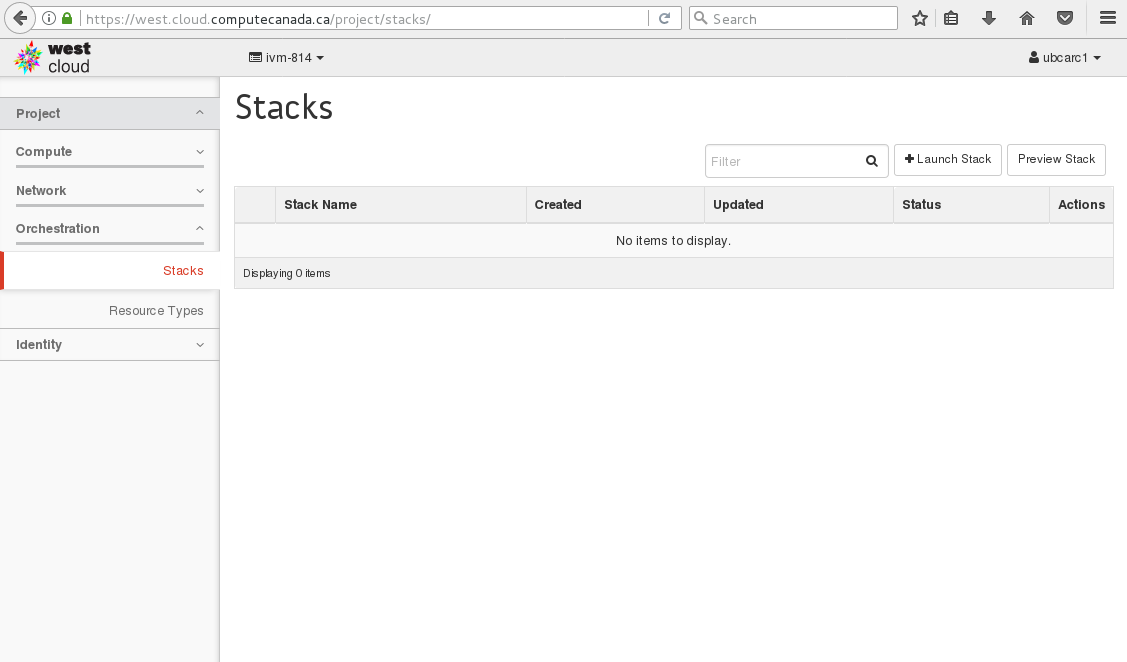 https://west.cloud.computecanada.ca/project/stacks/
Search
west
cloud
ivm-814
ubcarc1
Project
Compute
Network
Orchestration
Stacks
Resource Types
Identity
Stacks
Filter
Launch Stack
Preview Stack
Stack Name Created Updated Status Actions
No items to display.
Displaying 0 items